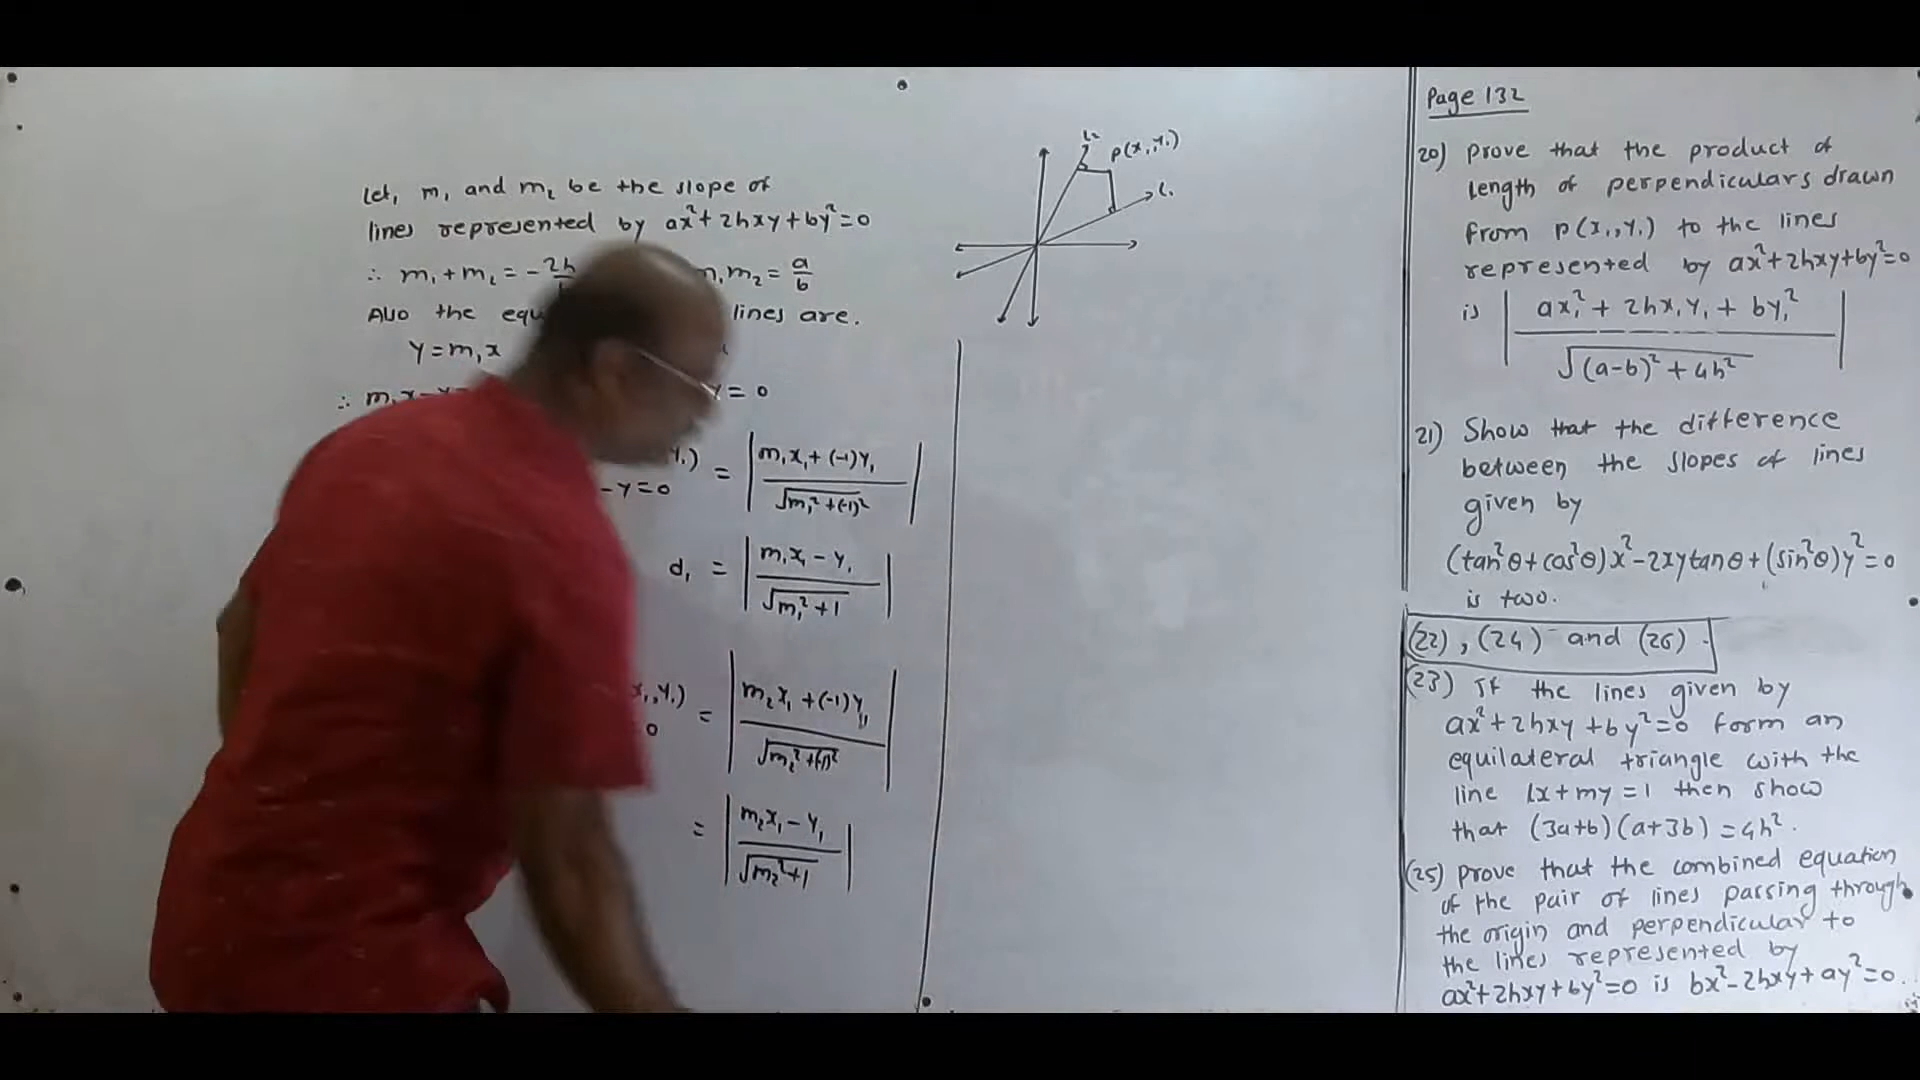 Let, m₁ and m₂ be the slope of
lines represented by ax²+2hxy+by²=0
∴ m₁+m₂ = -2h m₁m₂ = a/b
Also the equ lines are.
Y=m₁x
∴ m₁x-Y Y=0
Y₁) = | m₁x₁+(-1)Y₁ / √m₁²+(-1)² |
-Y=0
d₁ = | m₁x₁-Y₁ / √m₁²+1 |
x₁,Y₁) = | m₂x₁+(-1)Y₁ / √m₂²+(-1)² |
0
= | m₂x₁-Y₁ / √m₂²+1 |
L₂
P(x₁,Y₁)
L₁
Page 132
20) Prove that the product of
length of perpendiculars drawn
from P(x₁,Y₁) to the lines
represented by ax²+2hxy+by²=0
is | ax₁²+2hx₁Y₁+by₁² / √(a-b)²+4h² |
21) Show that the difference
between the slopes of lines
given by
(tan²θ+cos²θ)x²-2xytanθ+(sin²θ)y²=0
is two.
(22), (24) and (26).
(23) If the lines given by
ax²+2hxy+by²=0 form an
equilateral triangle with the
line lx+my=1 then show
that (3a+b)(a+3b)=4h².
(25) Prove that the combined equation
of the pair of lines passing through
the origin and perpendicular to
the lines represented by
ax²+2hxy+by²=0 is bx²-2hxy+ay²=0.